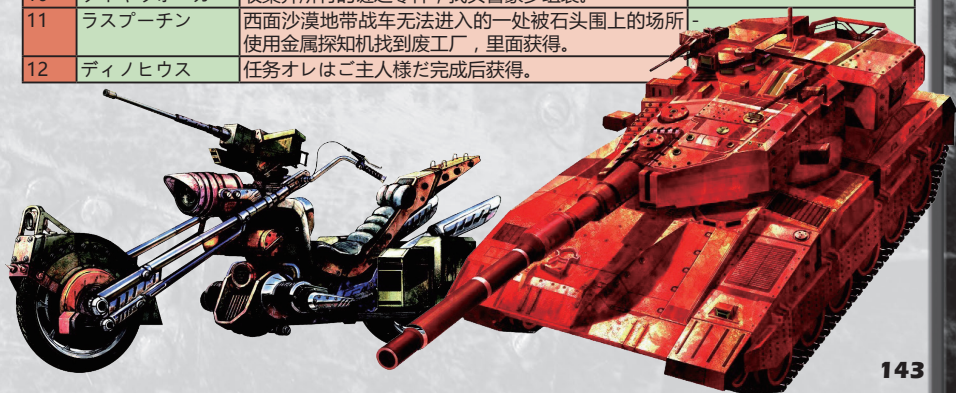 11 ラスプーチン 西面沙漠地带战车无法进入的一处被石头围上的场所 -
使用金属探知机找到废工厂，里面获得。
12 ディノヒウス 任务オレはご主人様だ完成后获得。
143